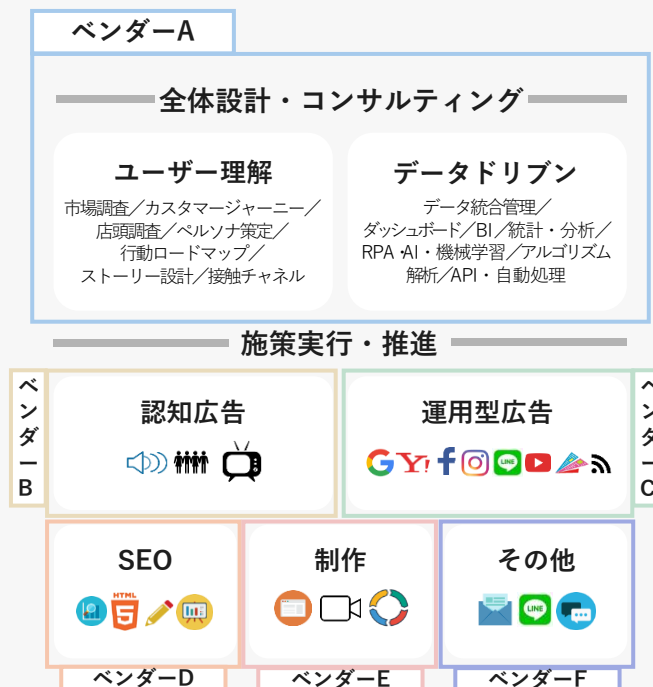 ベンダーA
全体設計・コンサルティング
ユーザー理解
市場調査／カスタマージャーニー／
店頭調査／ペルソナ策定／
行動ロードマップ／
ストーリー設計／接触チャネル
データドリブン
データ統合管理／
ダッシュボード／BI／統計・分析／
RPA・AI・機械学習／アルゴリズム
解析／API・自動処理
施策実行・推進
ベンダーB
認知広告
運用型広告
ベンダーC
G Y! f LINE
SEO
制作
その他
HTML
5
LINE
ベンダーD
ベンダーE
ベンダーF